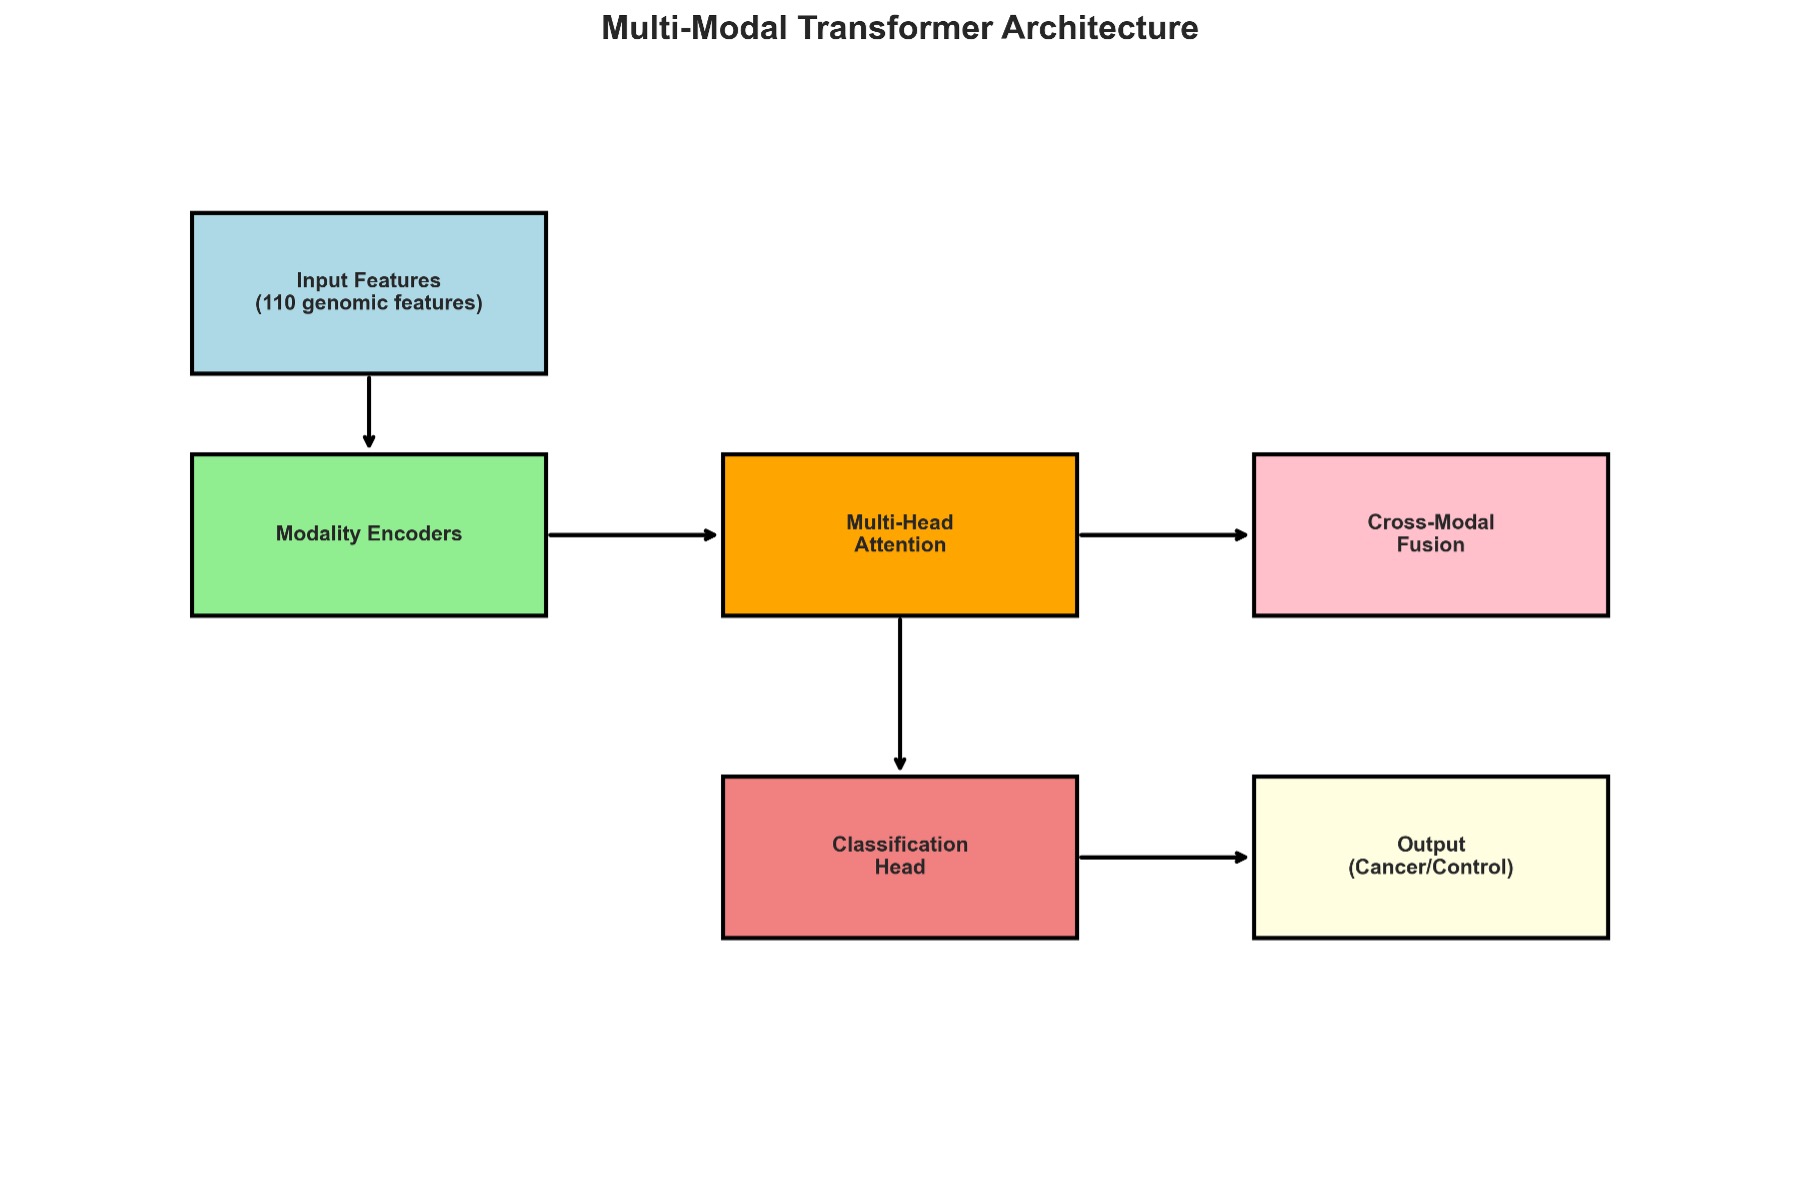 Multi-Modal Transformer Architecture
Input Features
(110 genomic features)
Modality Encoders
Multi-Head
Attention
Cross-Modal
Fusion
Classification
Head
Output
(Cancer/Control)